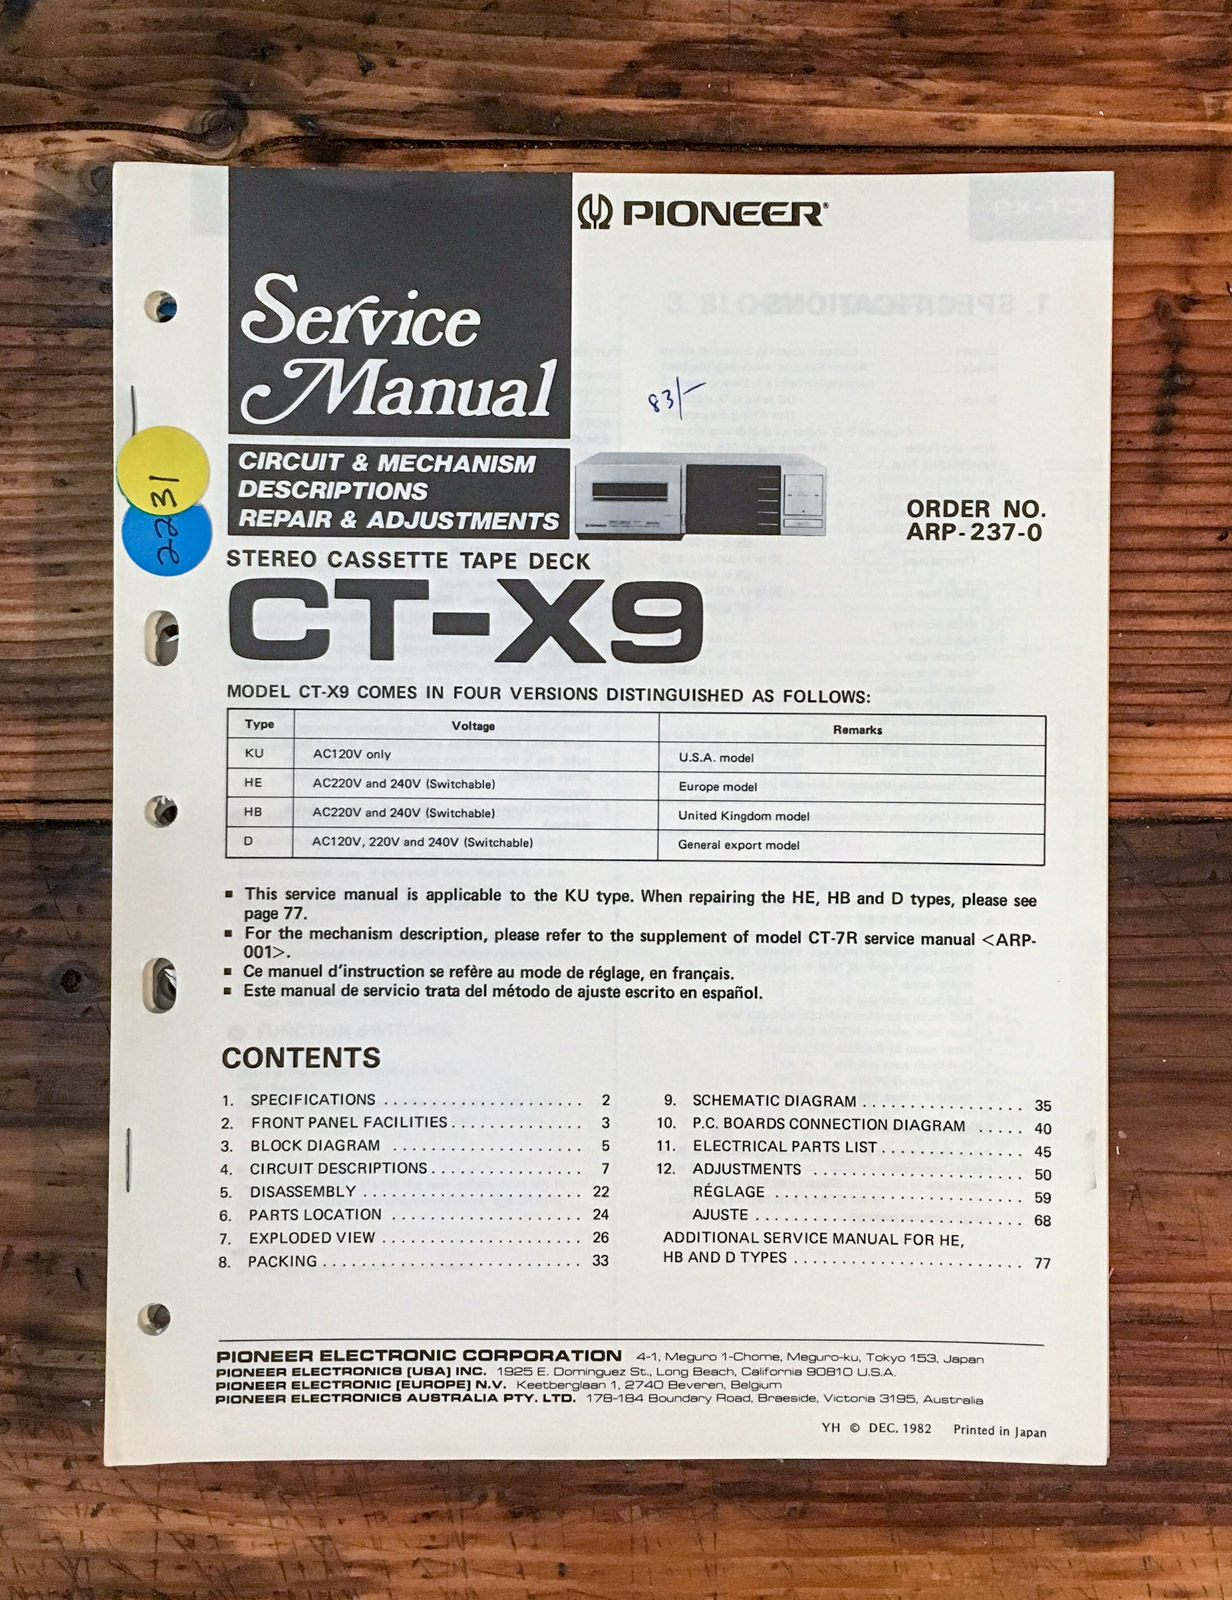 PIONEER®
Service
Manual
83/-
CIRCUIT & MECHANISM
DESCRIPTIONS
REPAIR & ADJUSTMENTS
2231
ORDER NO.
ARP-237-0
STEREO CASSETTE TAPE DECK
CT-X9
MODEL CT-X9 COMES IN FOUR VERSIONS DISTINGUISHED AS FOLLOWS:
Type Voltage Remarks
KU AC120V only U.S.A. model
HE AC220V and 240V (Switchable) Europe model
HB AC220V and 240V (Switchable) United Kingdom model
D AC120V, 220V and 240V (Switchable) General export model
■ This service manual is applicable to the KU type. When repairing the HE, HB and D types, please see
page 77.
■ For the mechanism description, please refer to the supplement of model CT-7R service manual <ARP-
001>.
■ Ce manuel d'instruction se refère au mode de réglage, en français.
■ Este manual de servicio trata del método de ajuste escrito en español.
CONTENTS
1. SPECIFICATIONS ...................... 2
2. FRONT PANEL FACILITIES .............. 3
3. BLOCK DIAGRAM ...................... 5
4. CIRCUIT DESCRIPTIONS ................ 7
5. DISASSEMBLY ........................ 22
6. PARTS LOCATION ..................... 24
7. EXPLODED VIEW ...................... 26
8. PACKING ............................ 33
9. SCHEMATIC DIAGRAM .................. 35
10. P.C. BOARDS CONNECTION DIAGRAM ..... 40
11. ELECTRICAL PARTS LIST .............. 45
12. ADJUSTMENTS ....................... 50
RÉGLAGE ........................... 59
AJUSTE ............................ 68
ADDITIONAL SERVICE MANUAL FOR HE,
HB AND D TYPES ........................ 77
PIONEER ELECTRONIC CORPORATION 4-1, Meguro 1-Chome, Meguro-ku, Tokyo 153, Japan
PIONEER ELECTRONICS [USA] INC. 1925 E. Dominguez St., Long Beach, California 90810 U.S.A.
PIONEER ELECTRONIC [EUROPE] N.V. Keetberglaan 1, 2740 Beveren, Belgium
PIONEER ELECTRONICS AUSTRALIA PTY. LTD. 178-184 Boundary Road, Braeside, Victoria 3195, Australia
YH © DEC. 1982 Printed in Japan